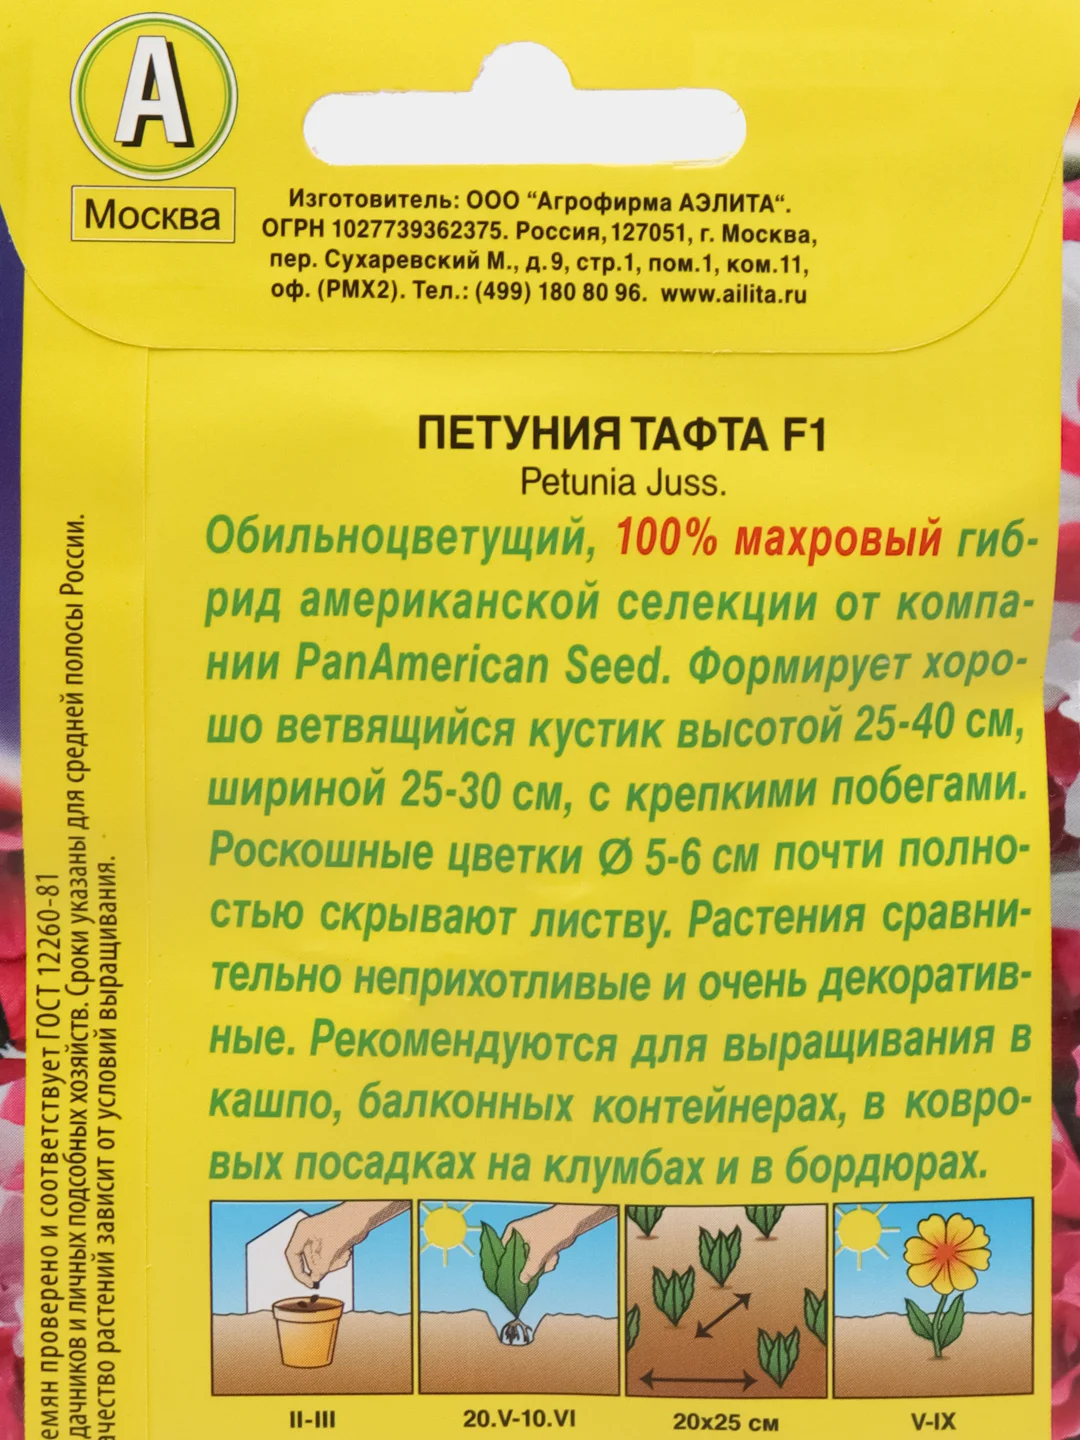 А
Москва
Изготовитель: ООО “Агрофирма АЭЛИТА“.
ОГРН 1027739362375. Россия, 127051, г. Москва,
пер. Сухаревский М., д.9, стр.1, пом.1, ком.11,
оф. (РМХ2). Тел.: (499) 180 80 96. www.ailita.ru
ПЕТУНИЯ ТАФТА F1
Petunia Juss.
Обильноцветущий, 100% махровый гиб-
рид американской селекции от компа-
нии PanAmerican Seed. Формирует хоро-
шо ветвящийся кустик высотой 25-40 см,
шириной 25-30 см, с крепкими побегами.
Роскошные цветки Ø 5-6 см почти полно-
стью скрывают листву. Растения сравни-
тельно неприхотливые и очень декоратив-
ные. Рекомендуются для выращивания в
кашпо, балконных контейнерах, в ковро-
вых посадках на клумбах и в бордюрах.
II-III
20.V-10.VI
20х25 см
V-IX
проверено и соответствует ГОСТ 12260-81
дачников и личных подсобных хозяйств. Сроки указаны для средней полосы России.
растений зависит от условий выращивания.